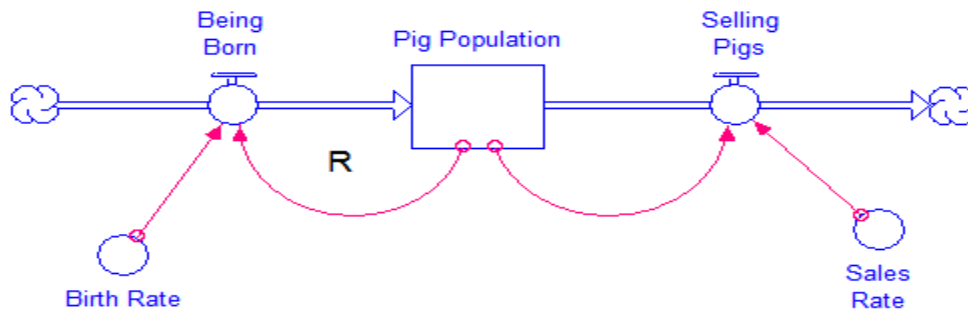 Being
Born
Pig Population
Selling
Pigs
R
Birth Rate
Sales
Rate